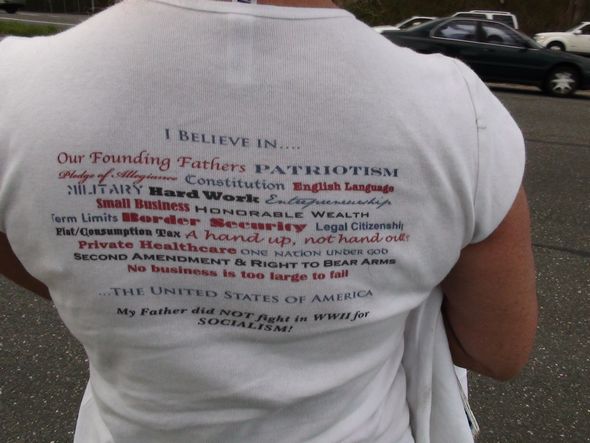 I BELIEVE IN....
Our Founding Fathers PATRIOTISM
Pledge of Allegiance Constitution English Language
MILITARY Hard Work Entrepreneurship
Small Business HONORABLE WEALTH
Term Limits Border Security Legal Citizenship
Flat/Consumption Tax A hand up, not hand outs
Private Healthcare ONE NATION UNDER GOD
SECOND AMENDMENT & RIGHT TO BEAR ARMS
No business is too large to fail
...THE UNITED STATES OF AMERICA
My Father did NOT fight in WWII for
SOCIALISM!